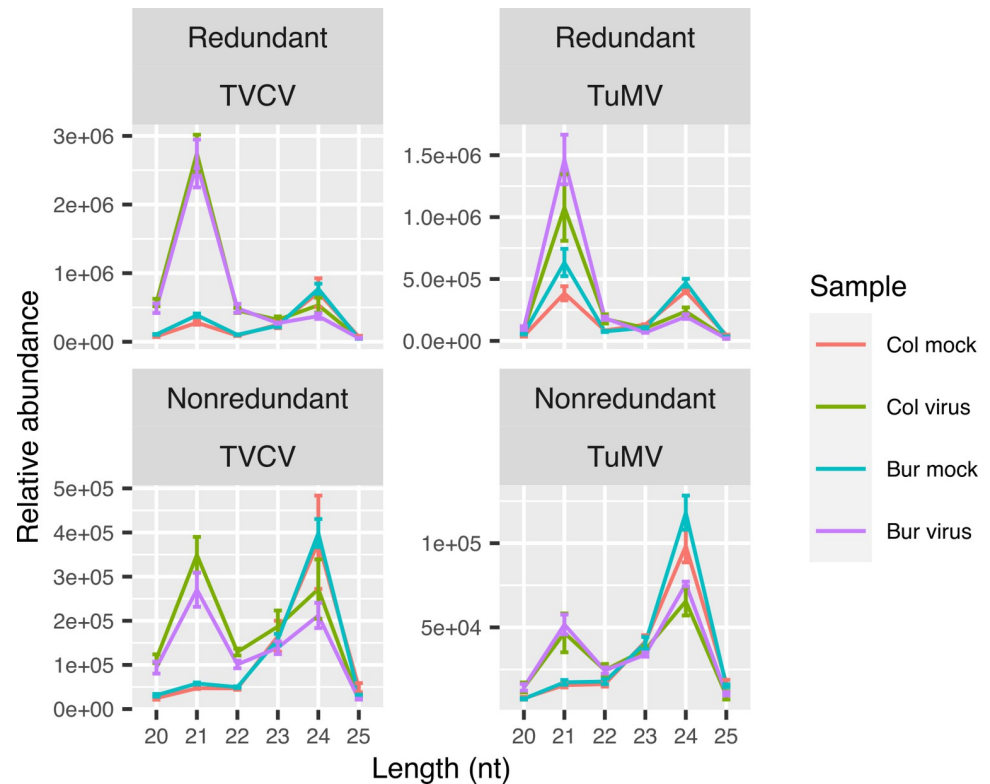 Redundant
TVCV
Redundant
TuMV
3e+06
2e+06
1e+06
0e+00
1.5e+06
1.0e+06
5.0e+05
0.0e+00
Relative abundance
Nonredundant
TVCV
Nonredundant
TuMV
5e+05
4e+05
3e+05
2e+05
1e+05
0e+00
1e+05
5e+04
20 21 22 23 24 25
20 21 22 23 24 25
Length (nt)
Sample
Col mock
Col virus
Bur mock
Bur virus